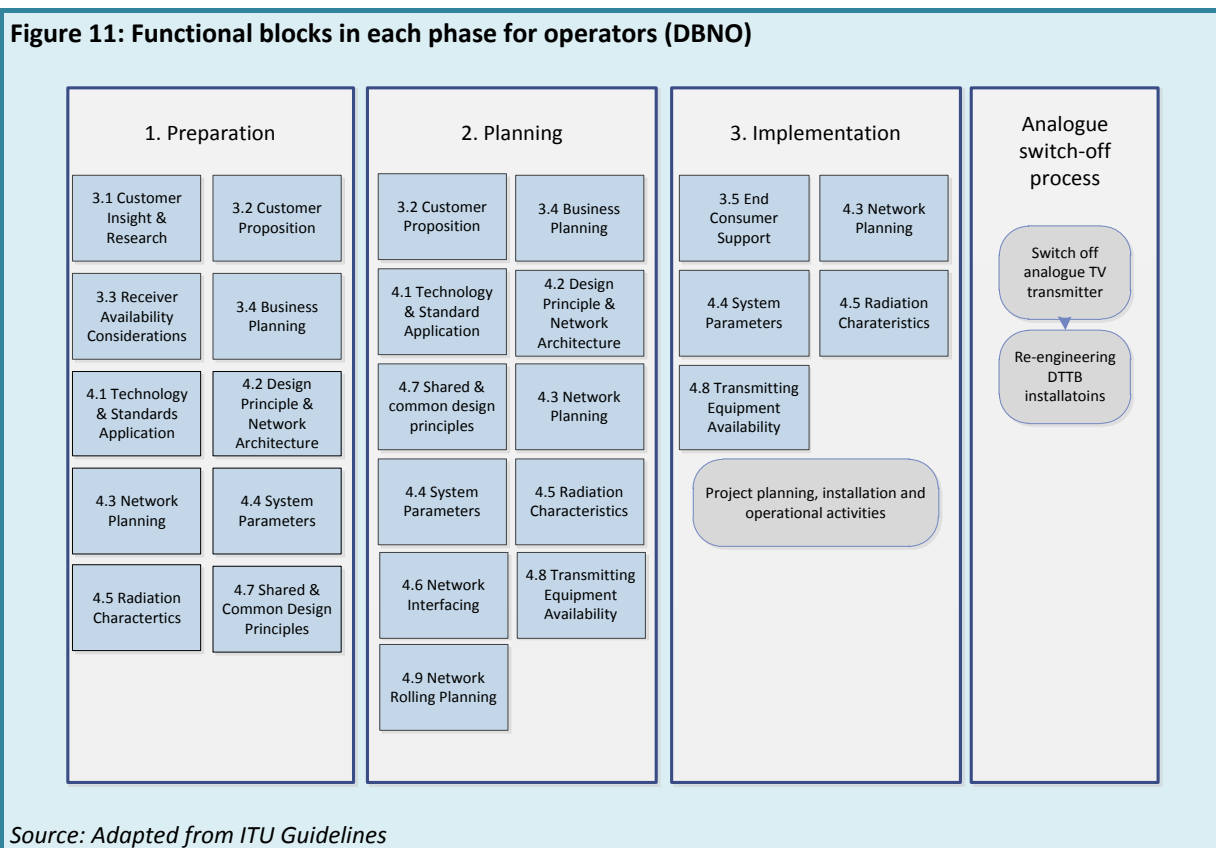 Figure 11: Functional blocks in each phase for operators (DBNO)
1. Preparation
3.1 Customer
Insight &
Research
3.2 Customer
Proposition
3.3 Receiver
Availability
Considerations
3.4 Business
Planning
4.1 Technology
& Standards
Application
4.2 Design
Principle &
Network
Architecture
4.3 Network
Planning
4.4 System
Parameters
4.5 Radiation
Charactertics
4.7 Shared &
Common Design
Principles
2. Planning
3.2 Customer
Proposition
3.4 Business
Planning
4.1 Technology
& Standard
Application
4.2 Design
Principle &
Network
Architecture
4.7 Shared &
common design
principles
4.3 Network
Planning
4.4 System
Parameters
4.5 Radiation
Characteristics
4.6 Network
Interfacing
4.8 Transmitting
Equipment
Availability
4.9 Network
Rolling Planning
3. Implementation
3.5 End
Consumer
Support
4.3 Network
Planning
4.4 System
Parameters
4.5 Radiation
Charateristics
4.8 Transmitting
Equipment
Availability
Project planning, installation and
operational activities
Analogue
switch-off
process
Switch off
analogue TV
transmitter
Re-engineering
DTTB
installatoins
Source: Adapted from ITU Guidelines